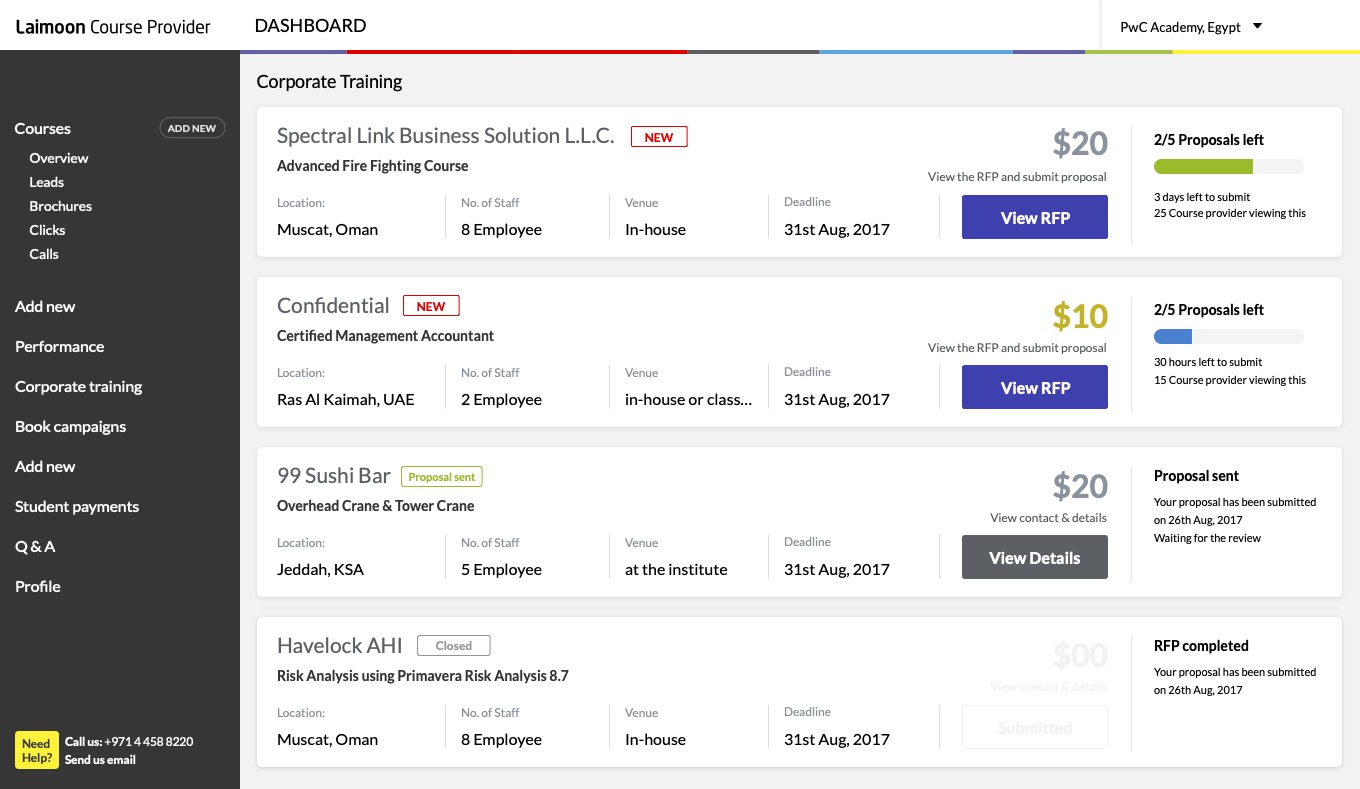 Laimoon Course Provider
DASHBOARD
PwC Academy, Egypt
Courses
ADD NEW
Overview
Leads
Brochures
Clicks
Calls
Add new
Performance
Corporate training
Book campaigns
Add new
Student payments
Q & A
Profile
Need Help?
Call us: +971 4 458 8220
Send us email
Corporate Training
Spectral Link Business Solution L.L.C.
NEW
Advanced Fire Fighting Course
Location:
Muscat, Oman
No. of Staff
8 Employee
Venue
In-house
Deadline
31st Aug, 2017
$20
View the RFP and submit proposal
View RFP
2/5 Proposals left
3 days left to submit
25 Course provider viewing this
Confidential
NEW
Certified Management Accountant
Location:
Ras Al Kaimah, UAE
No. of Staff
2 Employee
Venue
in-house or class...
Deadline
31st Aug, 2017
$10
View the RFP and submit proposal
View RFP
2/5 Proposals left
30 hours left to submit
15 Course provider viewing this
99 Sushi Bar
Proposal sent
Overhead Crane & Tower Crane
Location:
Jeddah, KSA
No. of Staff
5 Employee
Venue
at the institute
Deadline
31st Aug, 2017
$20
View contact & details
View Details
Proposal sent
Your proposal has been submitted
on 26th Aug, 2017
Waiting for the review
Havelock AHI
Closed
Risk Analysis using Primavera Risk Analysis 8.7
Location:
Muscat, Oman
No. of Staff
8 Employee
Venue
In-house
Deadline
31st Aug, 2017
$00
View contact & details
Submitted
RFP completed
Your proposal has been submitted
on 26th Aug, 2017